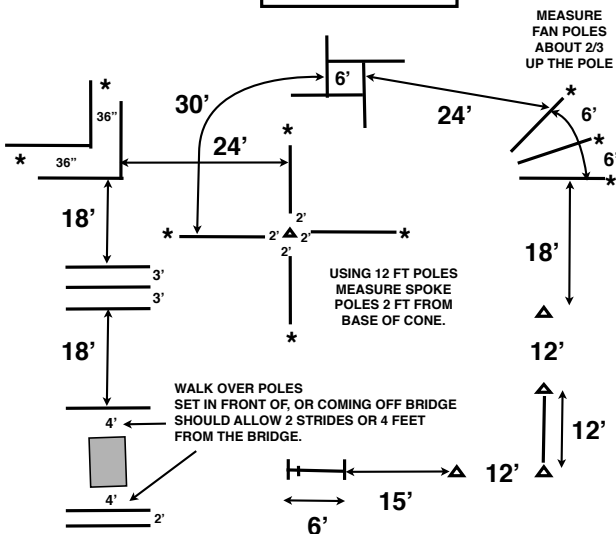 MEASURE
FAN POLES
ABOUT 2/3
UP THE POLE
*
36"
30'
6'
24'
*
6'
*
6'
*
*
36"
24'
*
18'
*
2'
2'
2'
2'
*
18'
3'
3'
USING 12 FT POLES
MEASURE SPOKE
POLES 2 FT FROM
BASE OF CONE.
*
12'
18'
WALK OVER POLES
SET IN FRONT OF, OR COMING OFF BRIDGE
SHOULD ALLOW 2 STRIDES OR 4 FEET
FROM THE BRIDGE.
4'
12'
4'
2'
15'
12'
6'